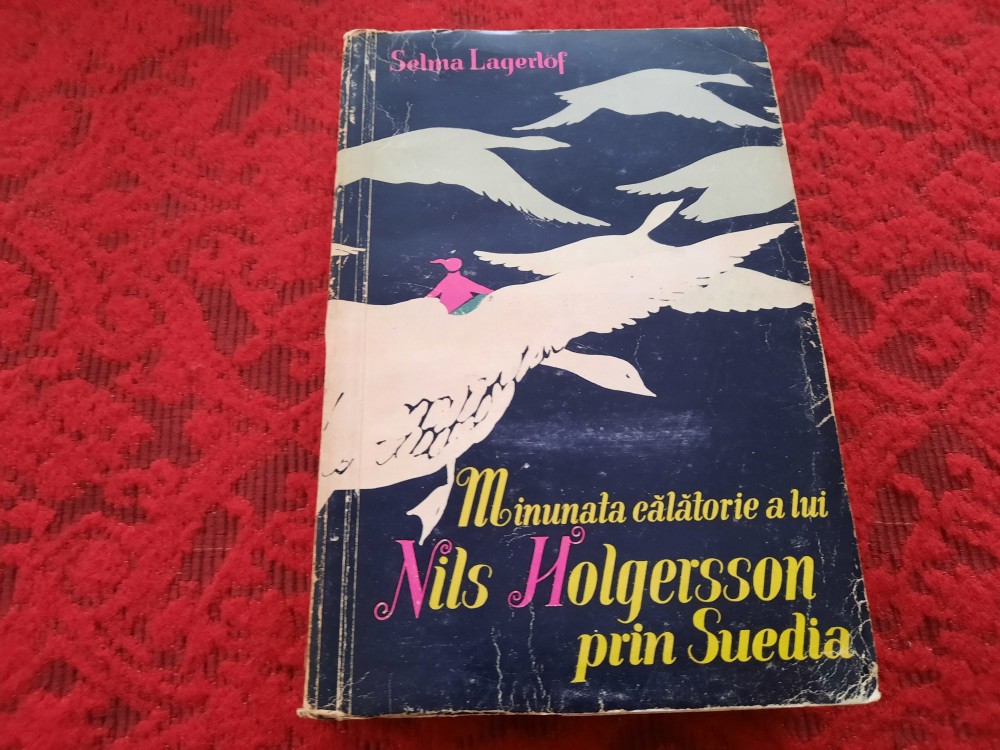 Selma Lagerlöf
Minunata călătorie a lui
Nils Holgersson
prin Suedia